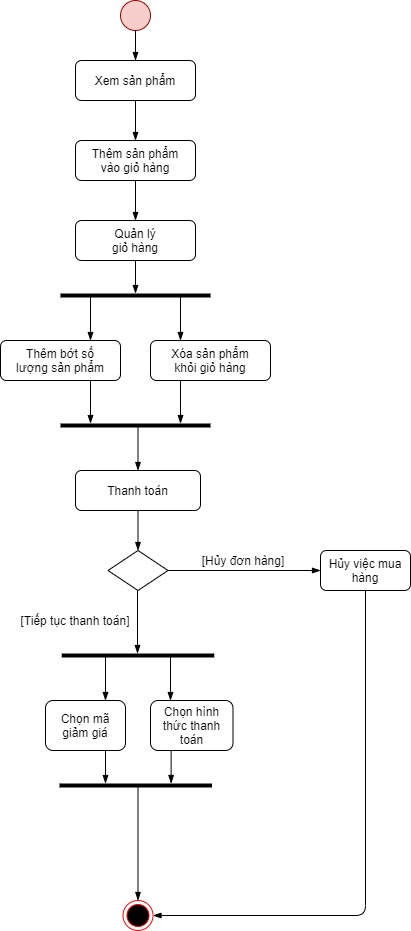 Xem sản phẩm
Thêm sản phẩm
vào giỏ hàng
Quản lý
giỏ hàng
Thêm bớt số
lượng sản phẩm
Xóa sản phẩm
khỏi giỏ hàng
Thanh toán
[Hủy đơn hàng]
Hủy việc mua
hàng
[Tiếp tục thanh toán]
Chọn mã
giảm giá
Chọn hình
thức thanh
toán